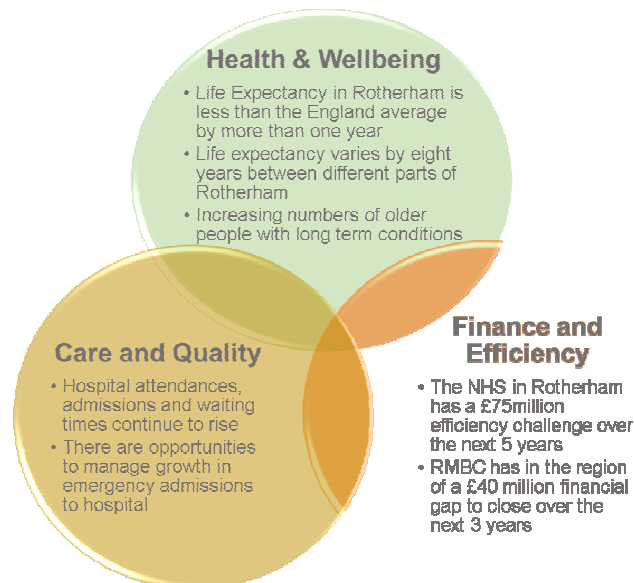 Health & Wellbeing
• Life Expectancy in Rotherham is
less than the England average
by more than one year
• Life expectancy varies by eight
years between different parts of
Rotherham
• Increasing numbers of older
people with long term conditions
Care and Quality
• Hospital attendances,
admissions and waiting
times continue to rise
• There are opportunities
to manage growth in
emergency admissions
to hospital
Finance and
Efficiency
• The NHS in Rotherham
has a £75million
efficiency challenge over
the next 5 years
• RMBC has in the region
of a £40 million financial
gap to close over the
next 3 years